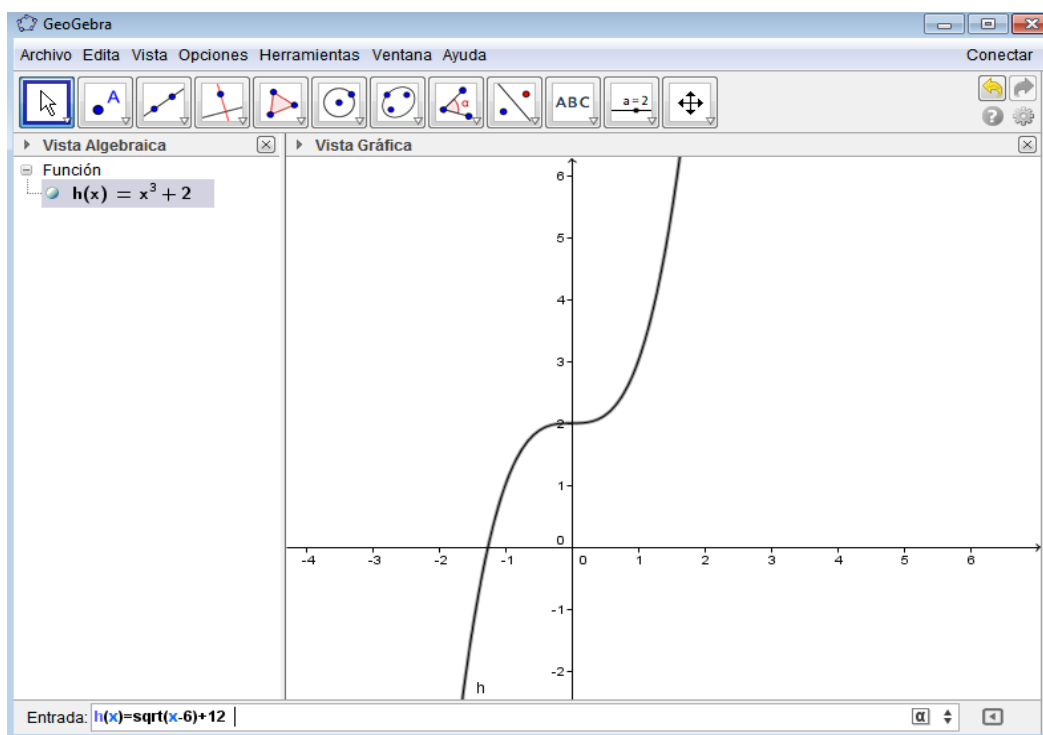 GeoGebra
Archivo Edita Vista Opciones Herramientas Ventana Ayuda Conectar
A α ABC a=2
Vista Algebraica
Vista Gráfica
Función
h(x) = x³ + 2
6
5
4
3
2
1
0
-4 -3 -2 -1 0 1 2 3 4 5 6
-1
-2
h
Entrada: h(x)=sqrt(x-6)+12 α